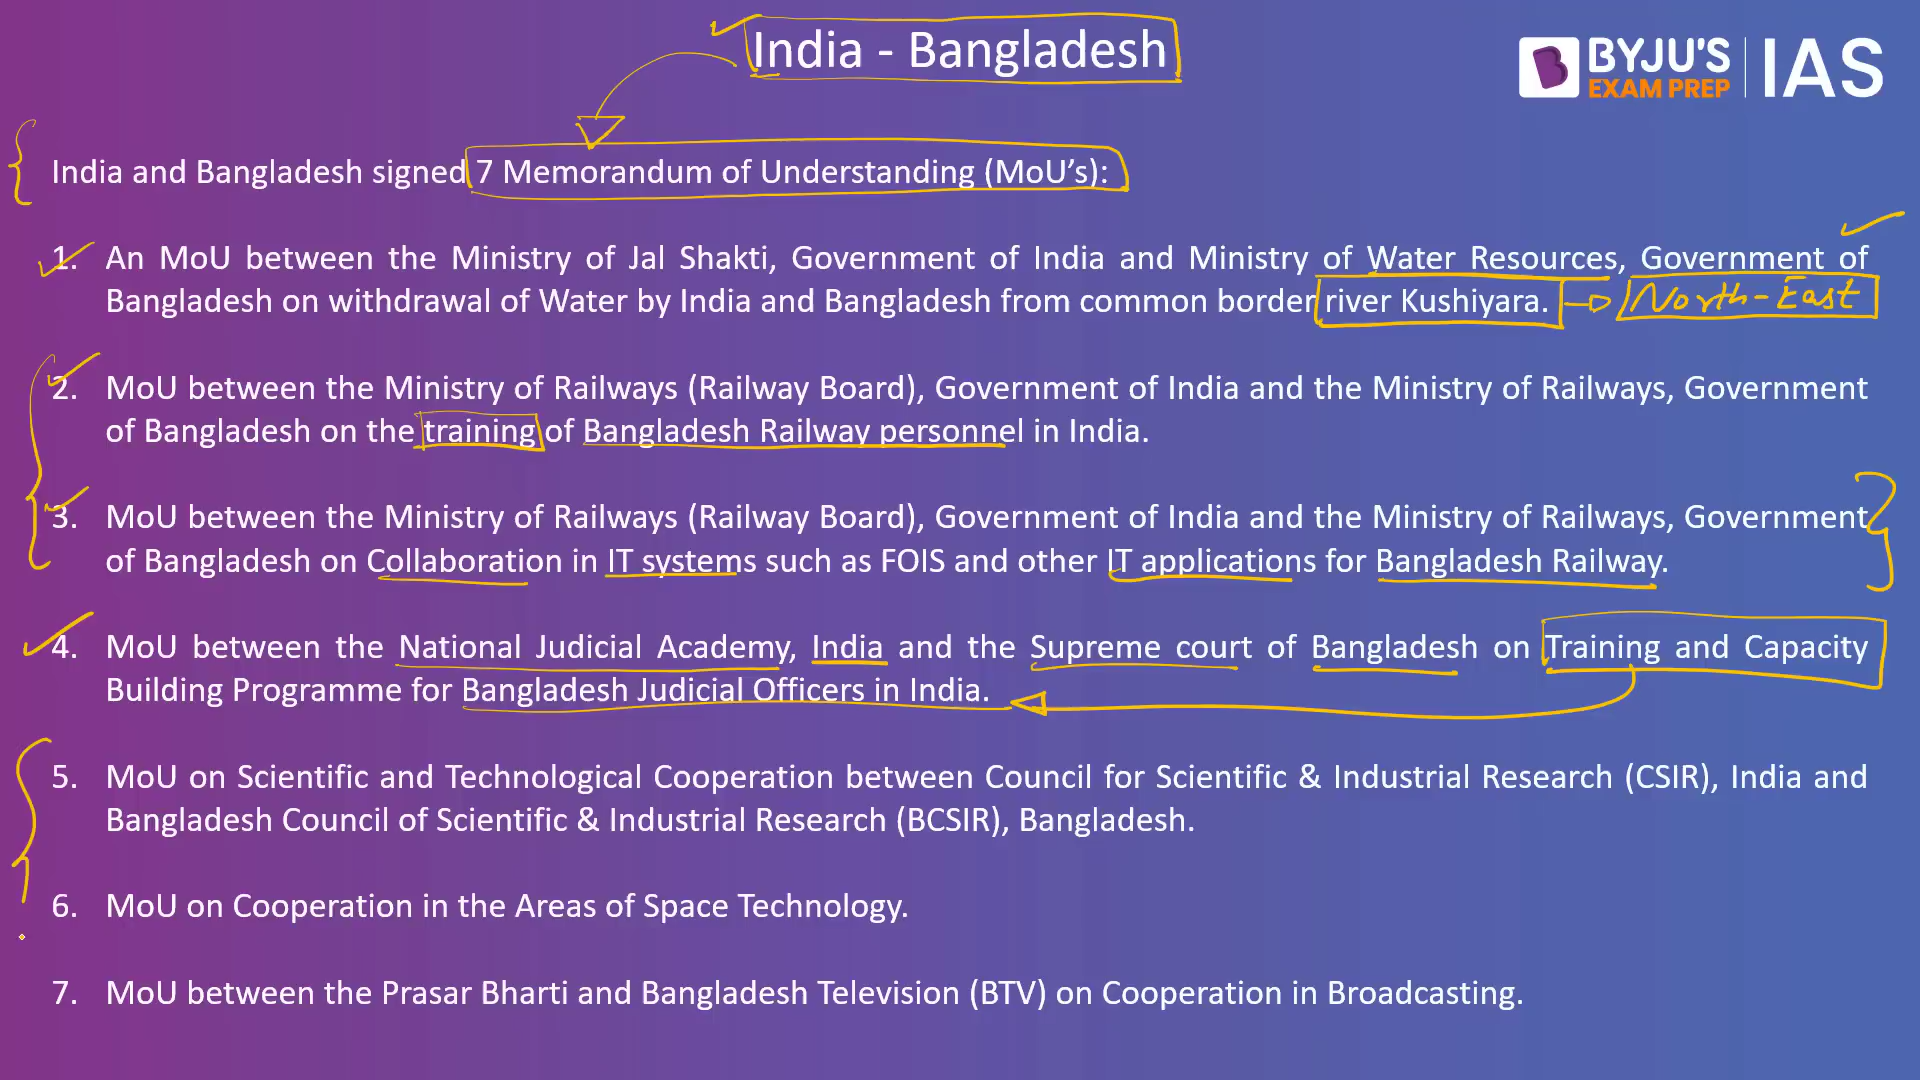 India - Bangladesh
BYJU'S
EXAM PREP
IAS
India and Bangladesh signed 7 Memorandum of Understanding (MoU’s):
1. An MoU between the Ministry of Jal Shakti, Government of India and Ministry of Water Resources, Government of
Bangladesh on withdrawal of Water by India and Bangladesh from common border river Kushiyara. North-East
2. MoU between the Ministry of Railways (Railway Board), Government of India and the Ministry of Railways, Government
of Bangladesh on the training of Bangladesh Railway personnel in India.
3. MoU between the Ministry of Railways (Railway Board), Government of India and the Ministry of Railways, Government
of Bangladesh on Collaboration in IT systems such as FOIS and other IT applications for Bangladesh Railway.
4. MoU between the National Judicial Academy, India and the Supreme court of Bangladesh on Training and Capacity
Building Programme for Bangladesh Judicial Officers in India.
5. MoU on Scientific and Technological Cooperation between Council for Scientific & Industrial Research (CSIR), India and
Bangladesh Council of Scientific & Industrial Research (BCSIR), Bangladesh.
6. MoU on Cooperation in the Areas of Space Technology.
7. MoU between the Prasar Bharti and Bangladesh Television (BTV) on Cooperation in Broadcasting.